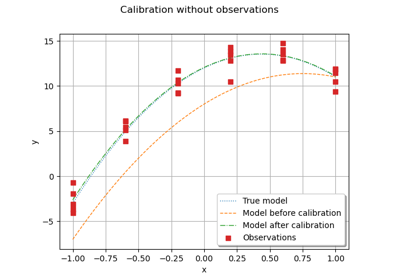 Calibration without observations
15
10
5
0
−5
y
−1.00 −0.75 −0.50 −0.25 0.00 0.25 0.50 0.75 1.00
x
True model
Model before calibration
Model after calibration
Observations